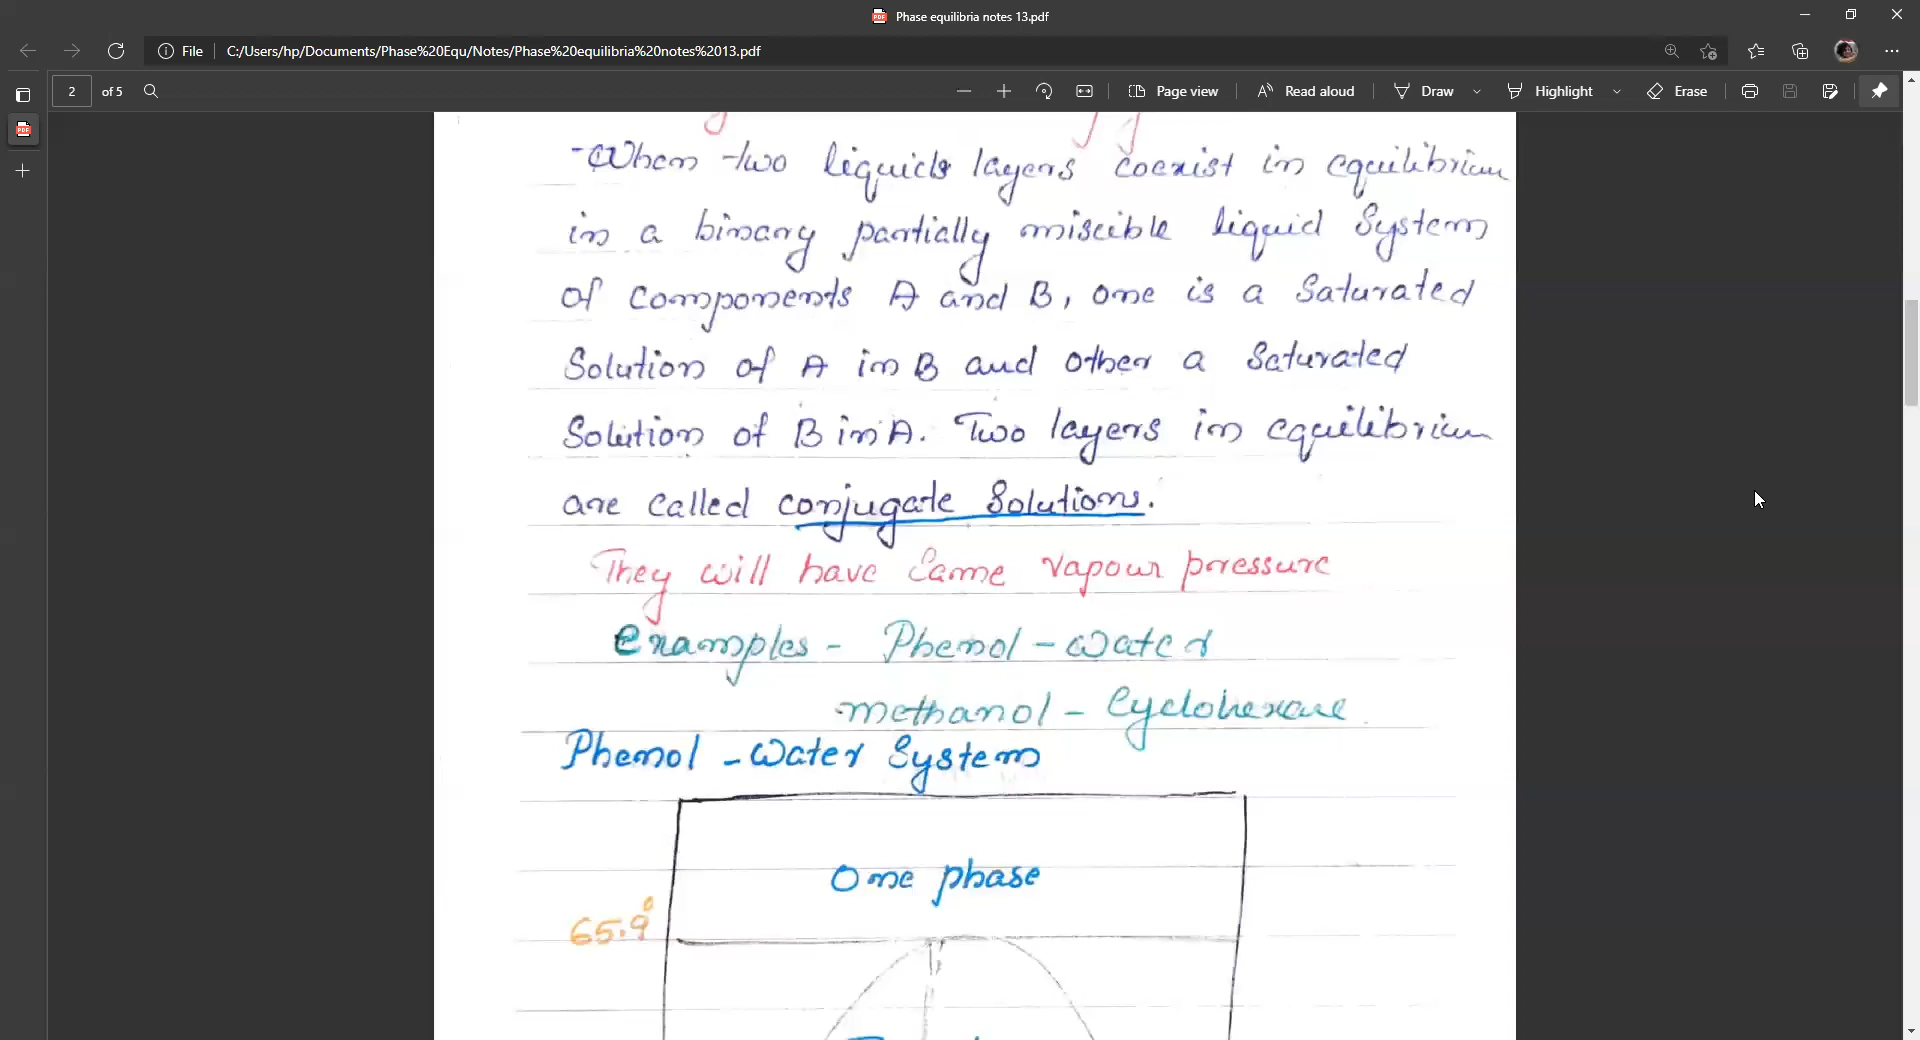 Phase equilibria notes 13.pdf
File C:/Users/hp/Documents/Phase%20Equ/Notes/Phase%20equilibria%20notes%2013.pdf
2 of 5 Page view Read aloud Draw Highlight Erase
- When two liquids layers coexist in equilibrium
in a binary partially miscible liquid System
of components A and B, one is a Saturated
Solution of A in B and other a Saturated
Solution of B in A. Two layers in equilibrium
are called conjugate Solutions.
They will have Same vapour pressure
examples - Phenol - water
methanol - Cyclohexane
Phenol - Water System
One phase
65.9°